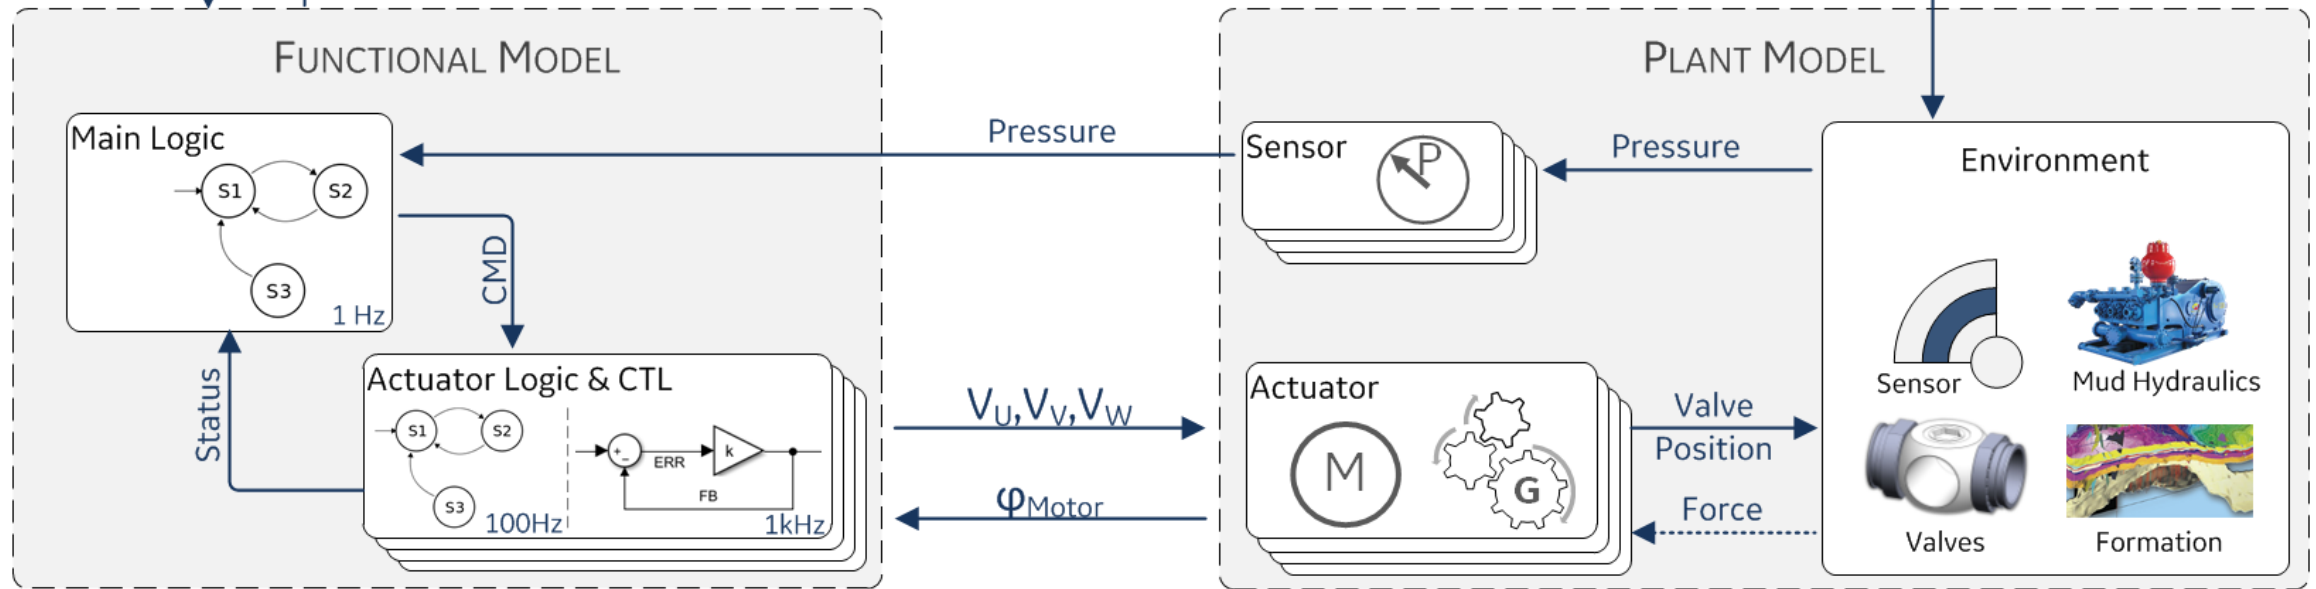 FUNCTIONAL MODEL
PLANT MODEL
Main Logic
S1
S2
S3
1 Hz
Pressure
Sensor
P
Pressure
Environment
CMD
Status
Actuator Logic & CTL
S1
S2
S3
100Hz
+
-
ERR
k
FB
1kHz
VU,VV,VW
φMotor
Actuator
M
G
Valve
Position
Force
Sensor
Mud Hydraulics
Valves
Formation